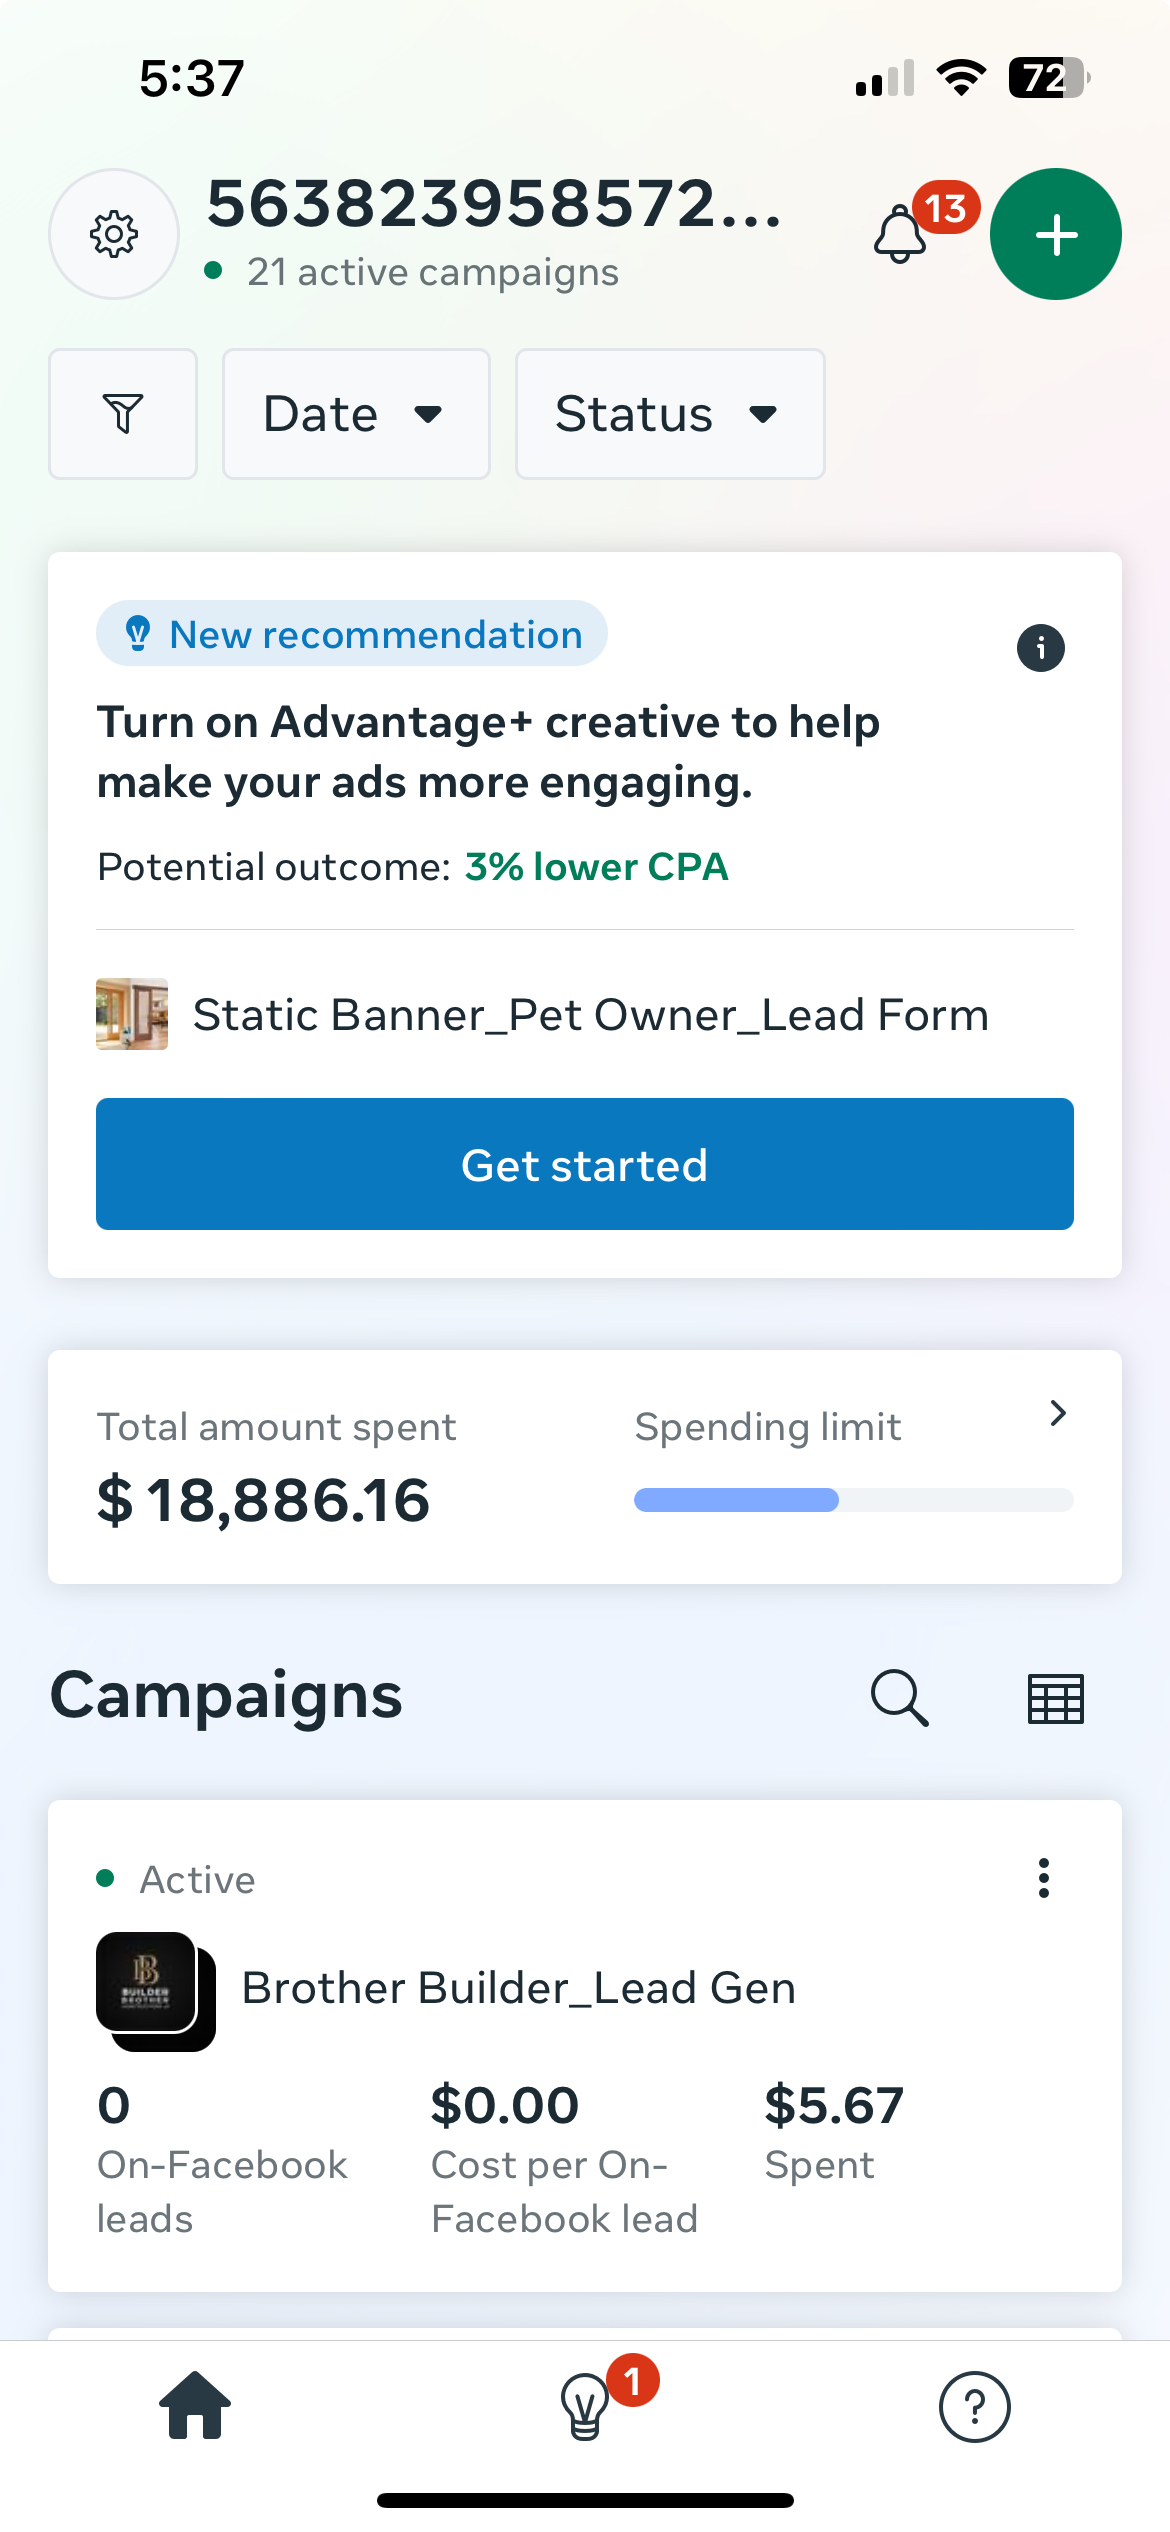 5:37
72
563823958572...
13
21 active campaigns
Date
Status
New recommendation
Turn on Advantage+ creative to help
make your ads more engaging.
Potential outcome: 3% lower CPA
Static Banner_Pet Owner_Lead Form
Get started
Total amount spent
Spending limit
$18,886.16
Campaigns
Active
BUILDER
BROTHER
Brother Builder_Lead Gen
0
$0.00
$5.67
On-Facebook
leads
Cost per On-
Facebook lead
Spent
1